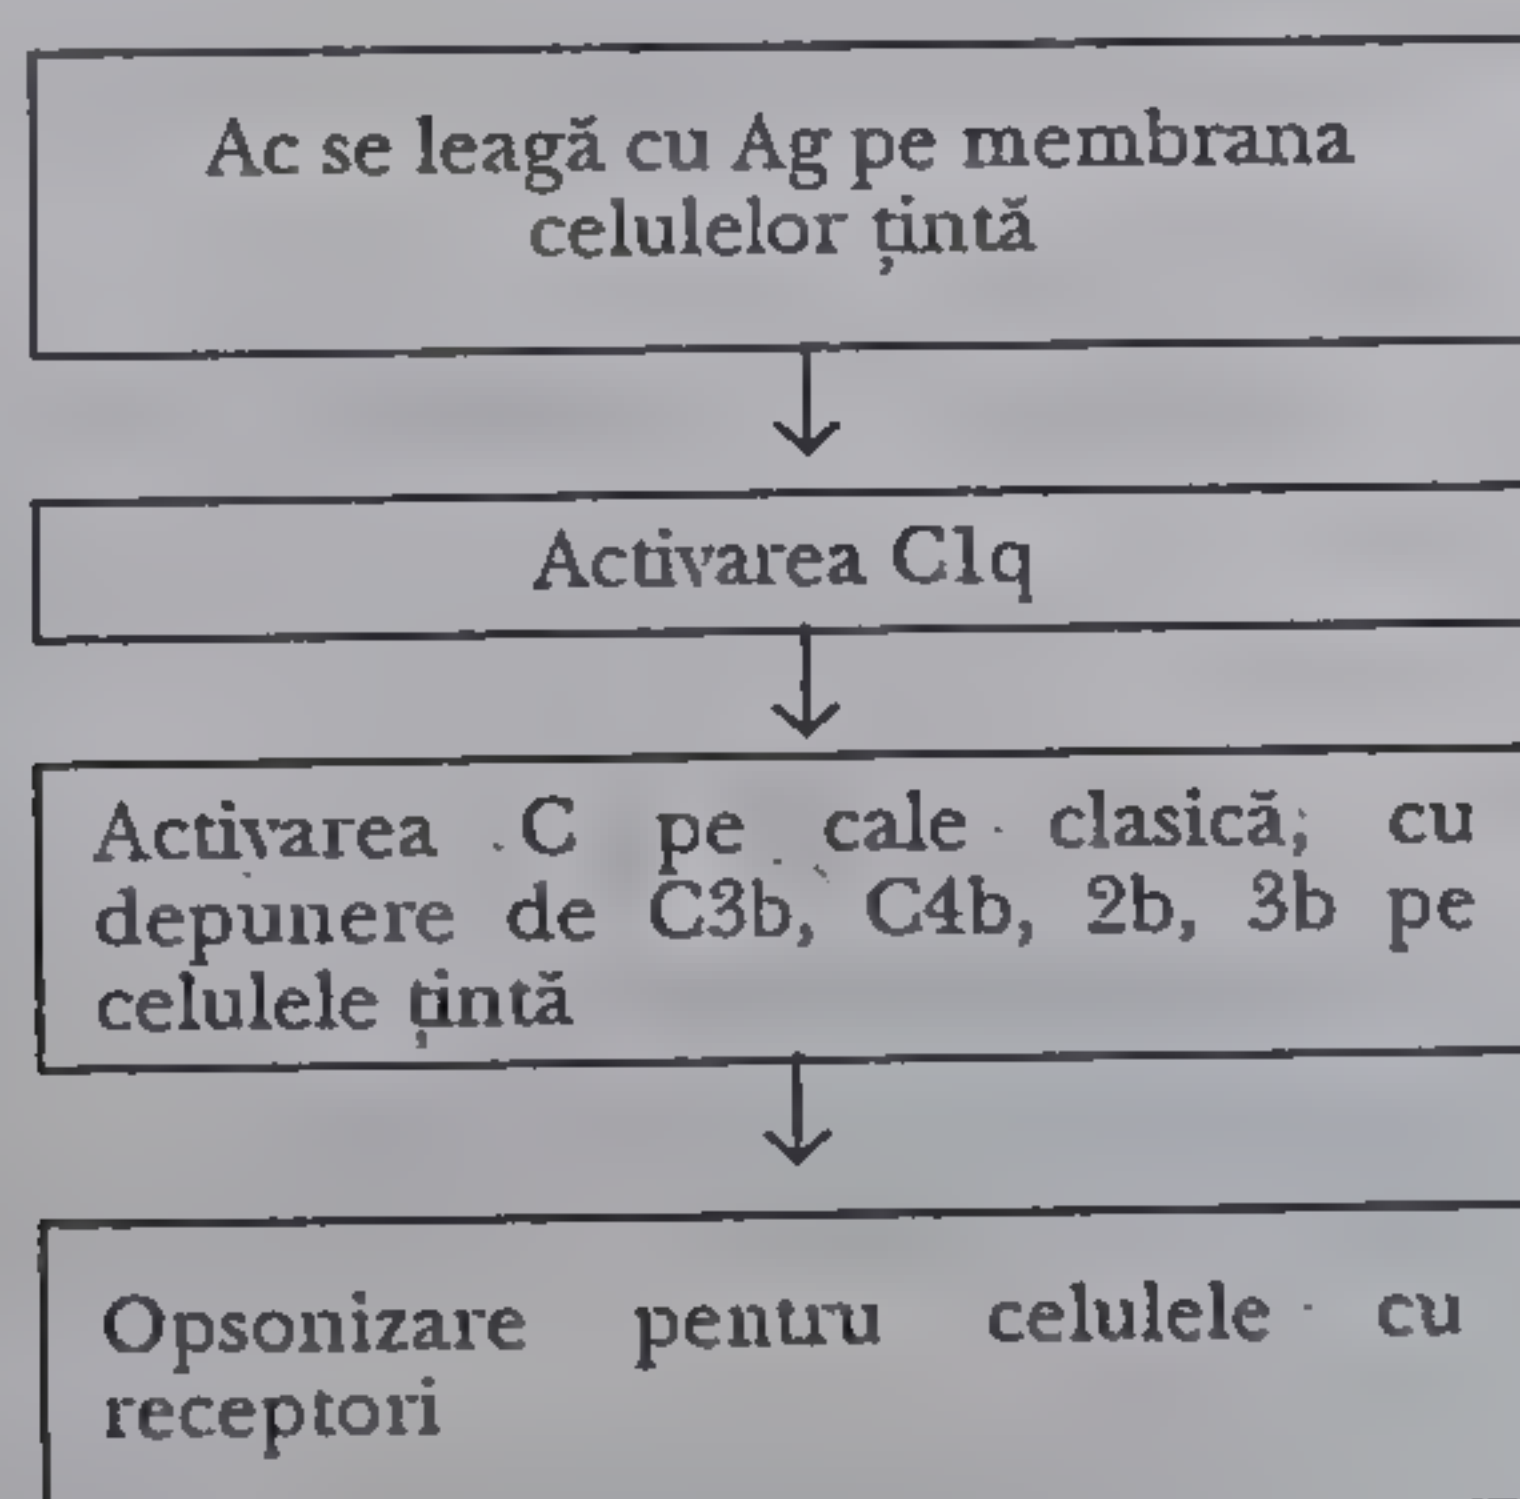 Ac se leagă cu Ag pe membrana
celulelor țintă
Activarea C1q
Activarea C pe cale clasică, cu
depunere de C3b, C4b, 2b, 3b pe
celulele țintă
Opsonizare pentru celulele cu
receptori